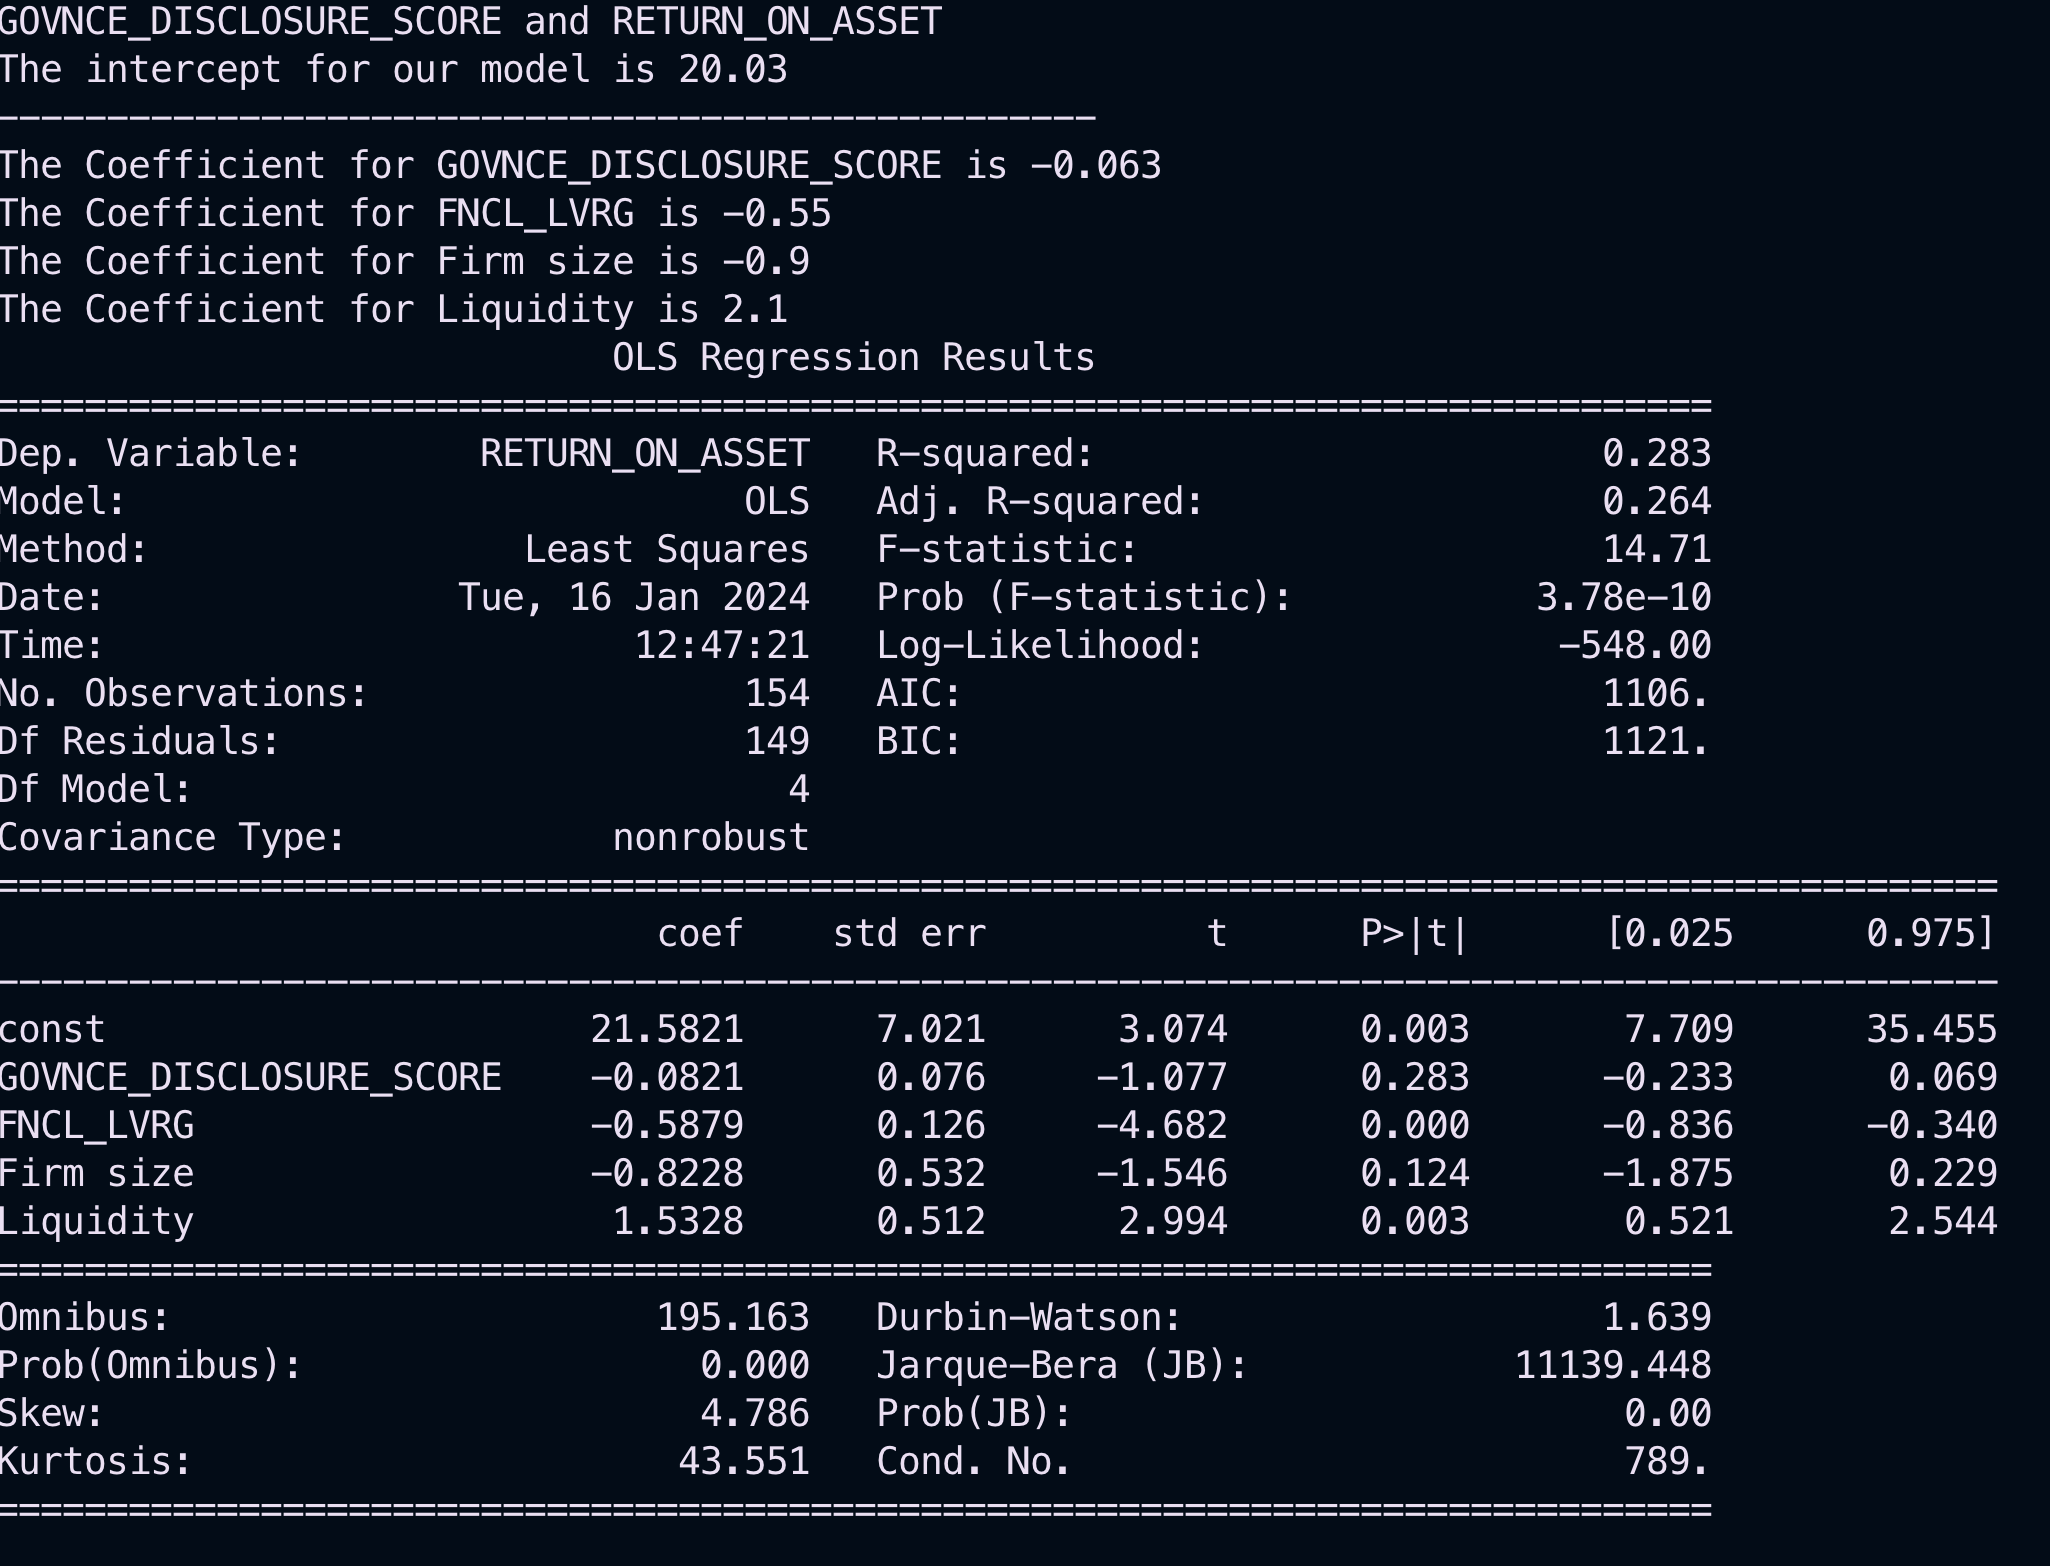 GOVNCE_DISCLOSURE_SCORE and RETURN_ON_ASSET
The intercept for our model is 20.03
--------------------------------------------------
The Coefficient for GOVNCE_DISCLOSURE_SCORE is -0.063
The Coefficient for FNCL_LVRG is -0.55
The Coefficient for Firm size is -0.9
The Coefficient for Liquidity is 2.1
OLS Regression Results
==============================================================================
Dep. Variable: RETURN_ON_ASSET R-squared: 0.283
Model: OLS Adj. R-squared: 0.264
Method: Least Squares F-statistic: 14.71
Date: Tue, 16 Jan 2024 Prob (F-statistic): 3.78e-10
Time: 12:47:21 Log-Likelihood: -548.00
No. Observations: 154 AIC: 1106.
Df Residuals: 149 BIC: 1121.
Df Model: 4
Covariance Type: nonrobust
===========================================================================================
coef std err t P>|t| [0.025 0.975]
-------------------------------------------------------------------------------------------
const 21.5821 7.021 3.074 0.003 7.709 35.455
GOVNCE_DISCLOSURE_SCORE -0.0821 0.076 -1.077 0.283 -0.233 0.069
FNCL_LVRG -0.5879 0.126 -4.682 0.000 -0.836 -0.340
Firm size -0.8228 0.532 -1.546 0.124 -1.875 0.229
Liquidity 1.5328 0.512 2.994 0.003 0.521 2.544
==============================================================================
Omnibus: 195.163 Durbin-Watson: 1.639
Prob(Omnibus): 0.000 Jarque-Bera (JB): 11139.448
Skew: 4.786 Prob(JB): 0.00
Kurtosis: 43.551 Cond. No. 789.
==============================================================================